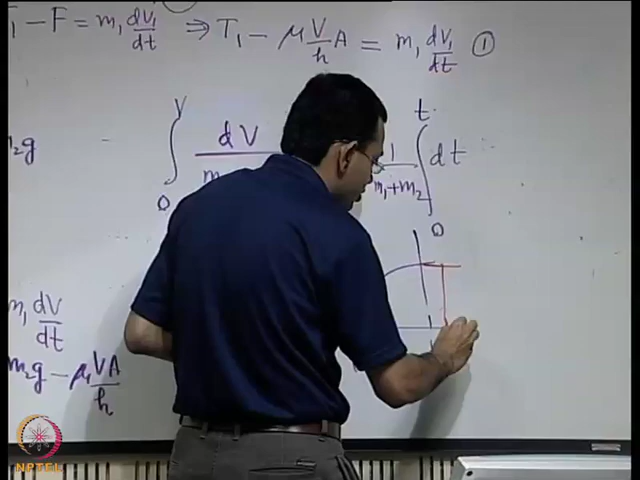 T₁ - F = m₁ dV₁/dt ⇒ T₁ - μ V/h A = m₁ dV₁/dt ①
m₂g - ∫₀^V dV/m 1/(m₁+m₂) ∫₀^t dt
m₁ dV/dt
m₂g - μ VA/h
NPTEL